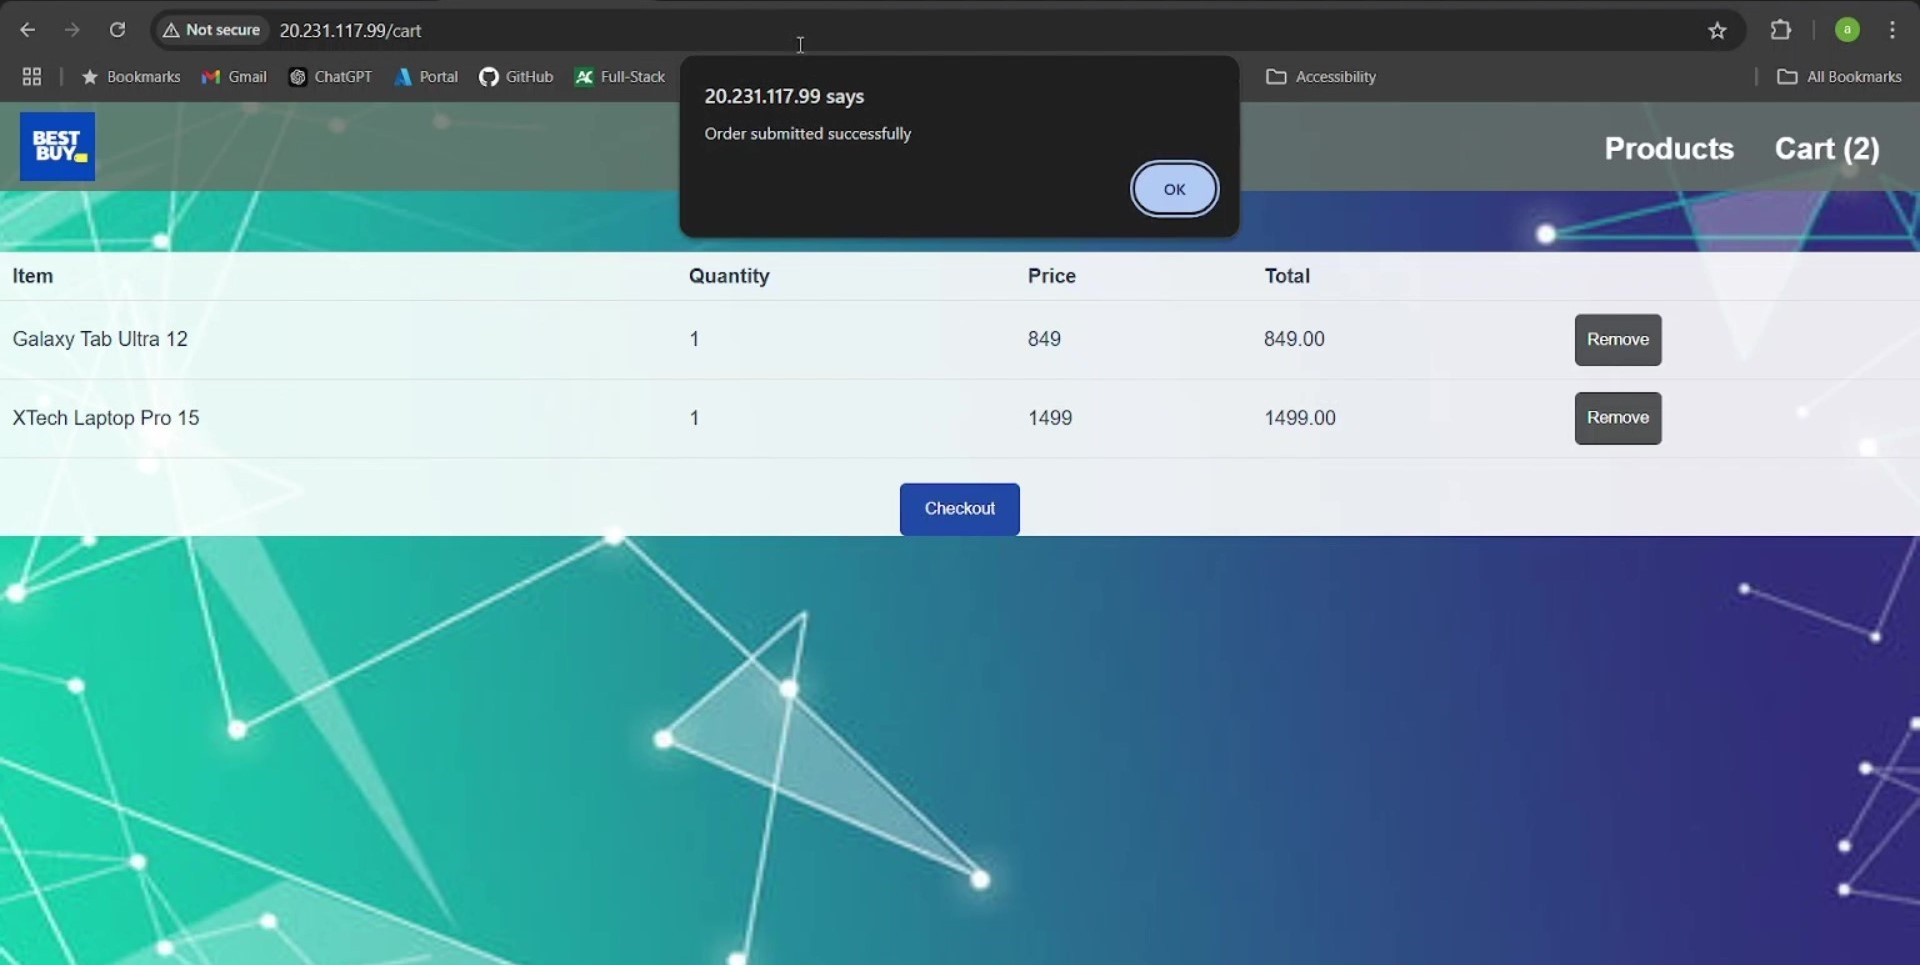 Not secure 20.231.117.99/cart a
Bookmarks Gmail ChatGPT Portal GitHub AC Full-Stack Accessibility All Bookmarks
20.231.117.99 says
Order submitted successfully
OK
BEST
BUY
Products Cart (2)
Item Quantity Price Total
Galaxy Tab Ultra 12 1 849 849.00 Remove
XTech Laptop Pro 15 1 1499 1499.00 Remove
Checkout